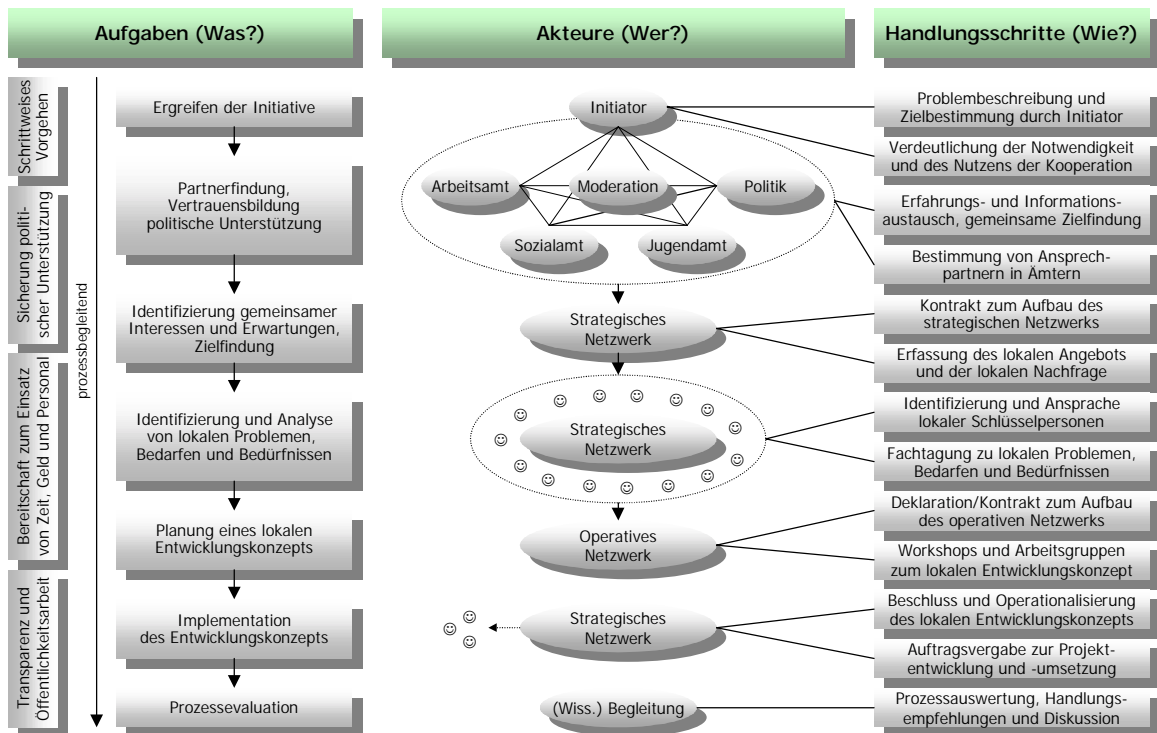 Aufgaben (Was?)
Akteure (Wer?)
Handlungsschritte (Wie?)
Schrittweises
Vorgehen
Sicherung politi-
scher Unterstützung
Bereitschaft zum Einsatz
von Zeit, Geld und Personal
Transparenz und
Öffentlichkeitsarbeit
prozessbegleitend
Ergreifen der Initiative
Partnerfindung,
Vertrauensbildung
politische Unterstützung
Identifizierung gemeinsamer
Interessen und Erwartungen,
Zielfindung
Identifizierung und Analyse
von lokalen Problemen,
Bedarfen und Bedürfnissen
Planung eines lokalen
Entwicklungskonzepts
Implementation
des Entwicklungskonzepts
Prozessevaluation
Initiator
Arbeitsamt
Moderation
Politik
Sozialamt
Jugendamt
Strategisches
Netzwerk
Strategisches
Netzwerk
Operatives
Netzwerk
Strategisches
Netzwerk
(Wiss.) Begleitung
Problembeschreibung und
Zielbestimmung durch Initiator
Verdeutlichung der Notwendigkeit
und des Nutzens der Kooperation
Erfahrungs- und Informations-
austausch, gemeinsame Zielfindung
Bestimmung von Ansprech-
partnern in Ämtern
Kontrakt zum Aufbau des
strategischen Netzwerks
Erfassung des lokalen Angebots
und der lokalen Nachfrage
Identifizierung und Ansprache
lokaler Schlüsselpersonen
Fachtagung zu lokalen Problemen,
Bedarfen und Bedürfnissen
Deklaration/Kontrakt zum Aufbau
des operativen Netzwerks
Workshops und Arbeitsgruppen
zum lokalen Entwicklungskonzept
Beschluss und Operationalisierung
des lokalen Entwicklungskonzepts
Auftragsvergabe zur Projekt-
entwicklung und -umsetzung
Prozessauswertung, Handlungs-
empfehlungen und Diskussion